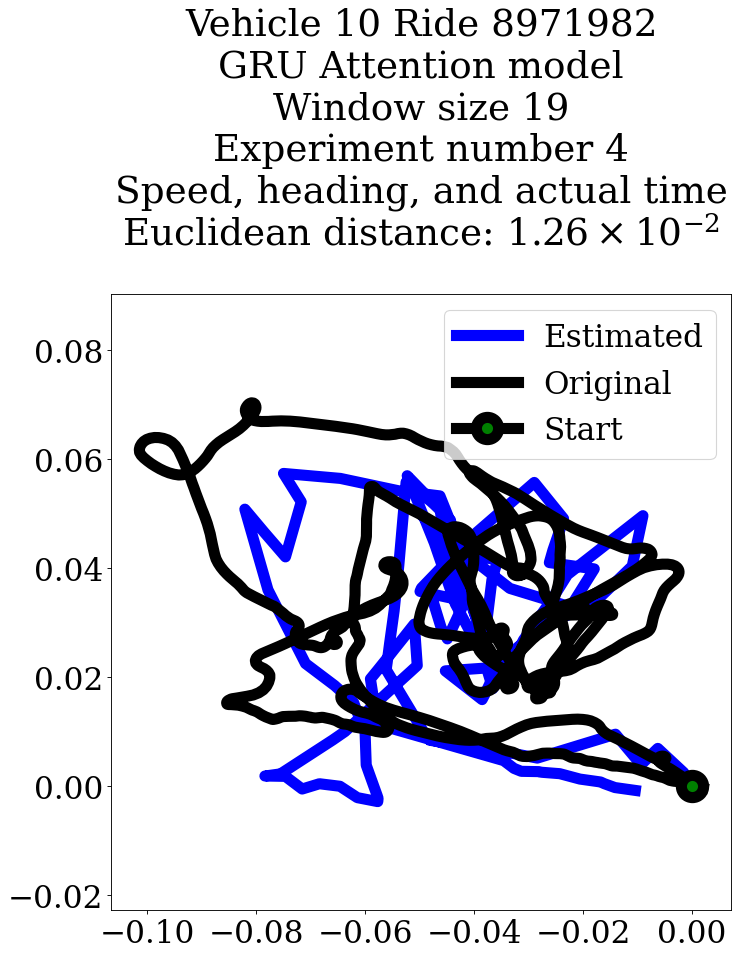 Vehicle 10 Ride 8971982
GRU Attention model
Window size 19
Experiment number 4
Speed, heading, and actual time
Euclidean distance: 1.26 × 10⁻²
Estimated
Original
Start
0.08
0.06
0.04
0.02
0.00
−0.02
−0.10
−0.08
−0.06
−0.04
−0.02
0.00